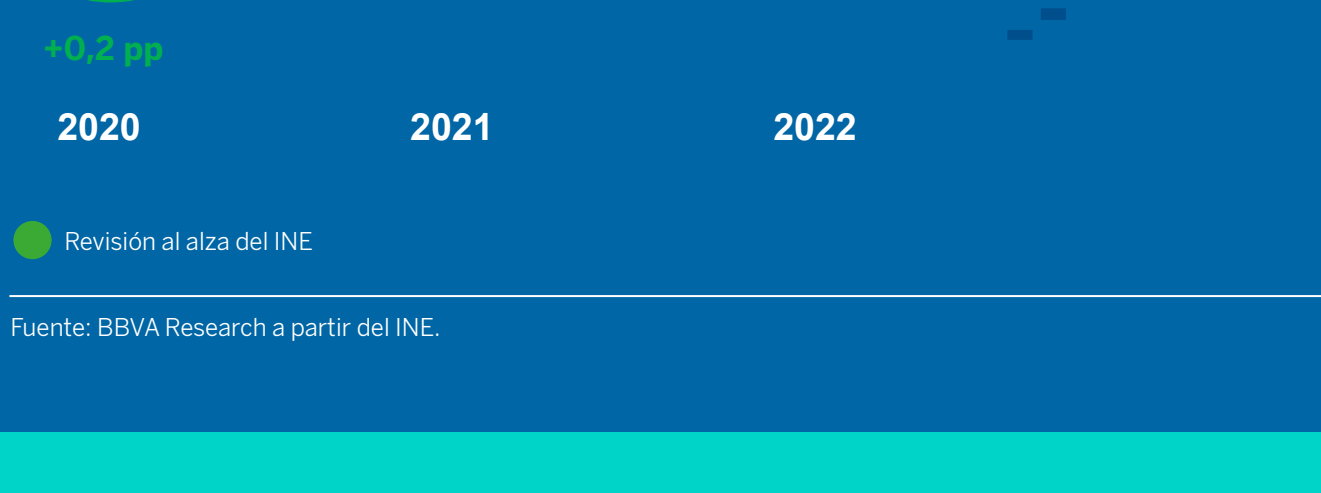 +0,2 pp
2020 2021 2022
Revisión al alza del INE
Fuente: BBVA Research a partir del INE.